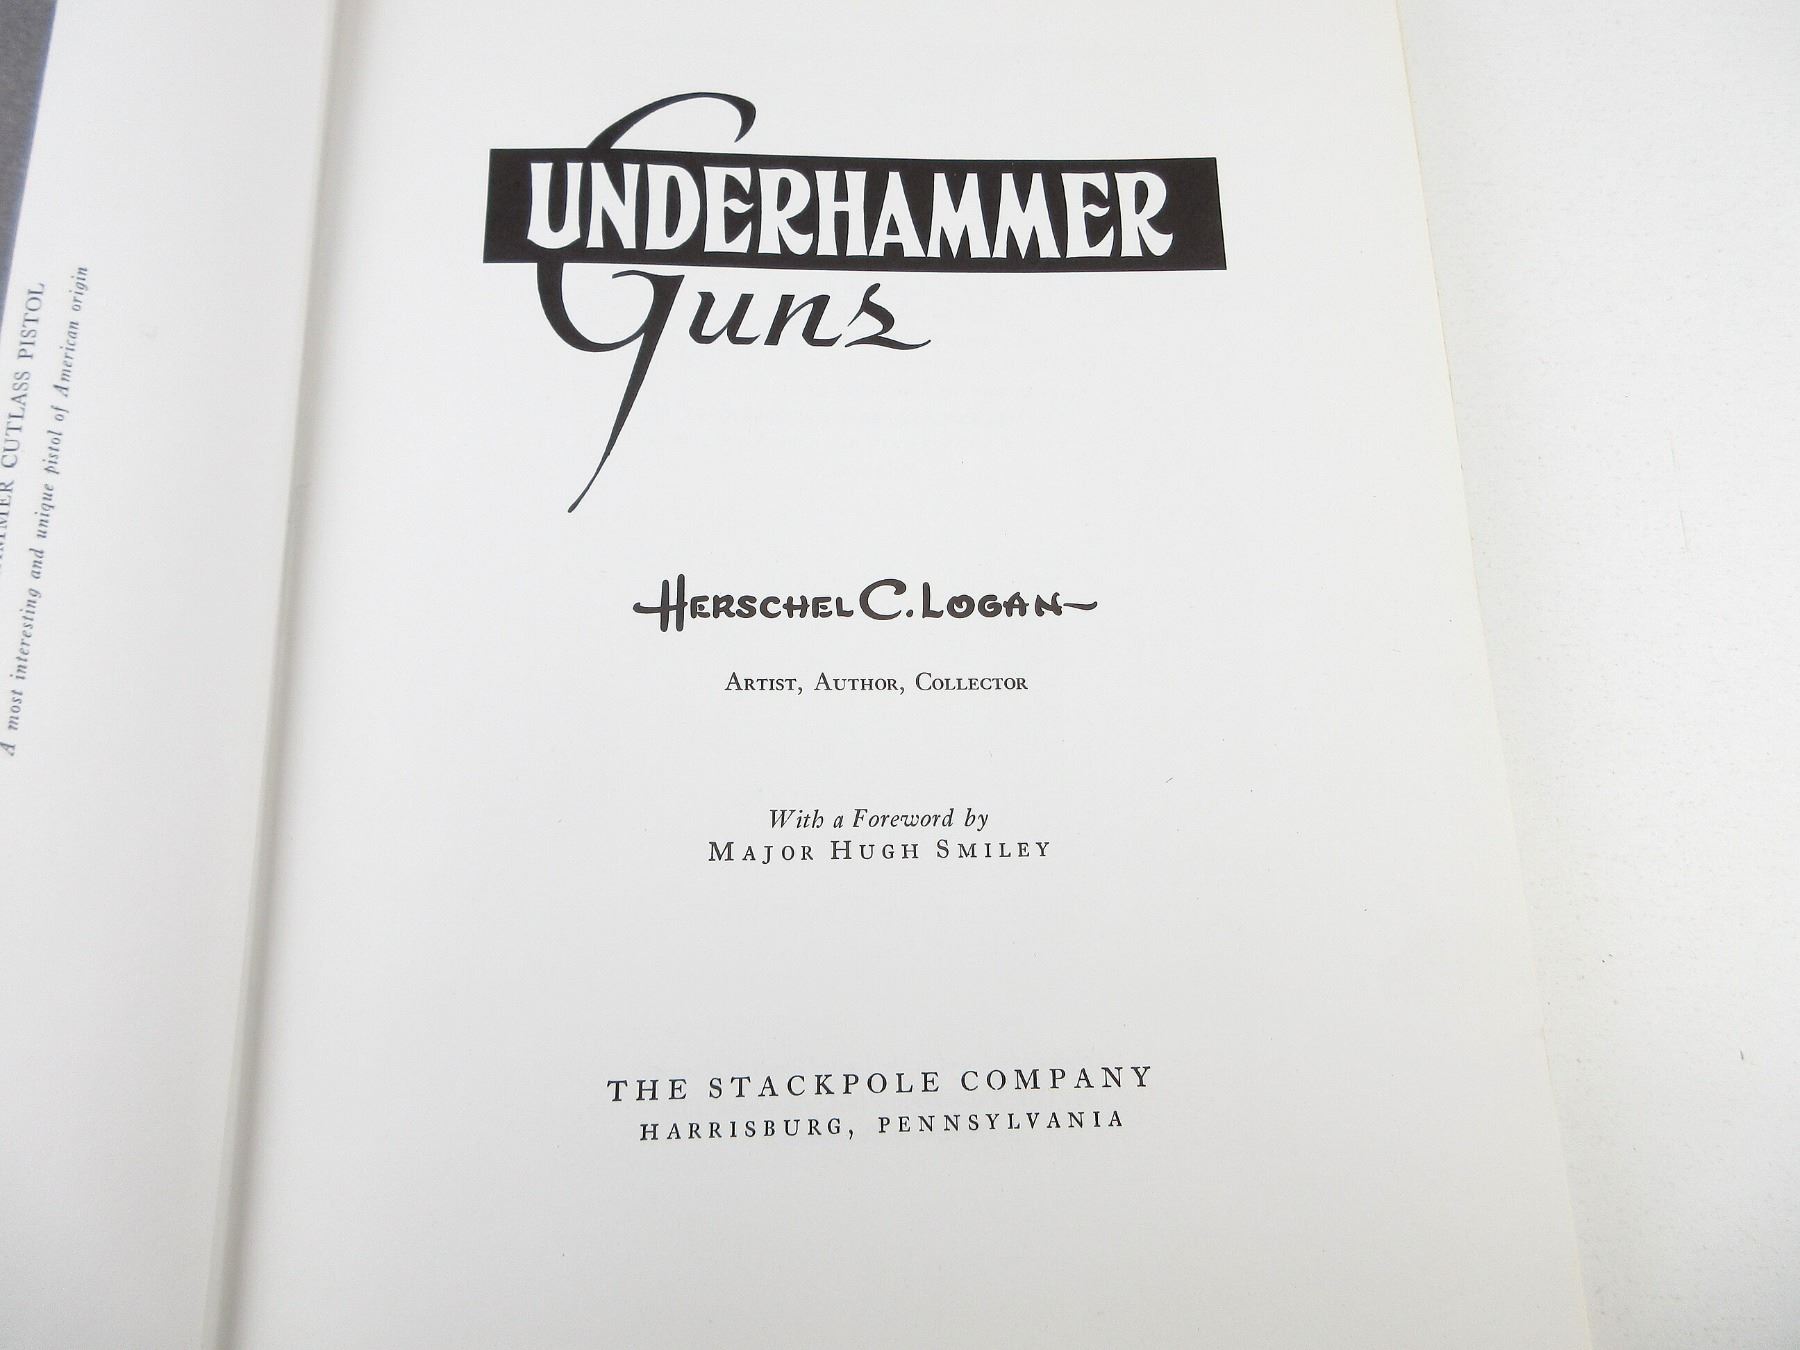 CUTLASS PISTOL
A most interesting and unique pistol of American origin
UNDERHAMMER
Guns
HERSCHEL C. LOGAN
ARTIST, AUTHOR, COLLECTOR
With a Foreword by
MAJOR HUGH SMILEY
THE STACKPOLE COMPANY
HARRISBURG, PENNSYLVANIA